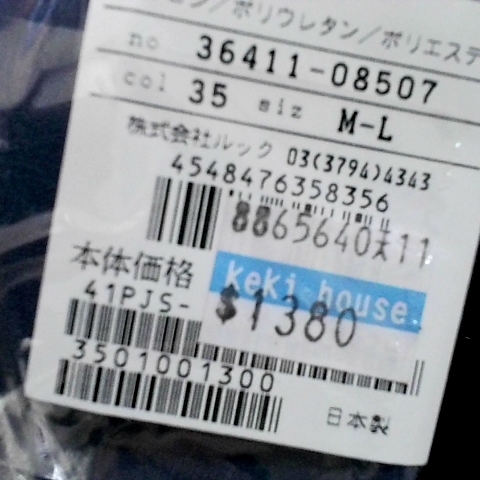 ／ポリウレタン／ポリエステ
no 36411-08507
col 35 siz M-L
株式会社ルック 03(3794)4343
4548476358356
本体価格
keki house
$1380
41PJS-
3501001300
日本製